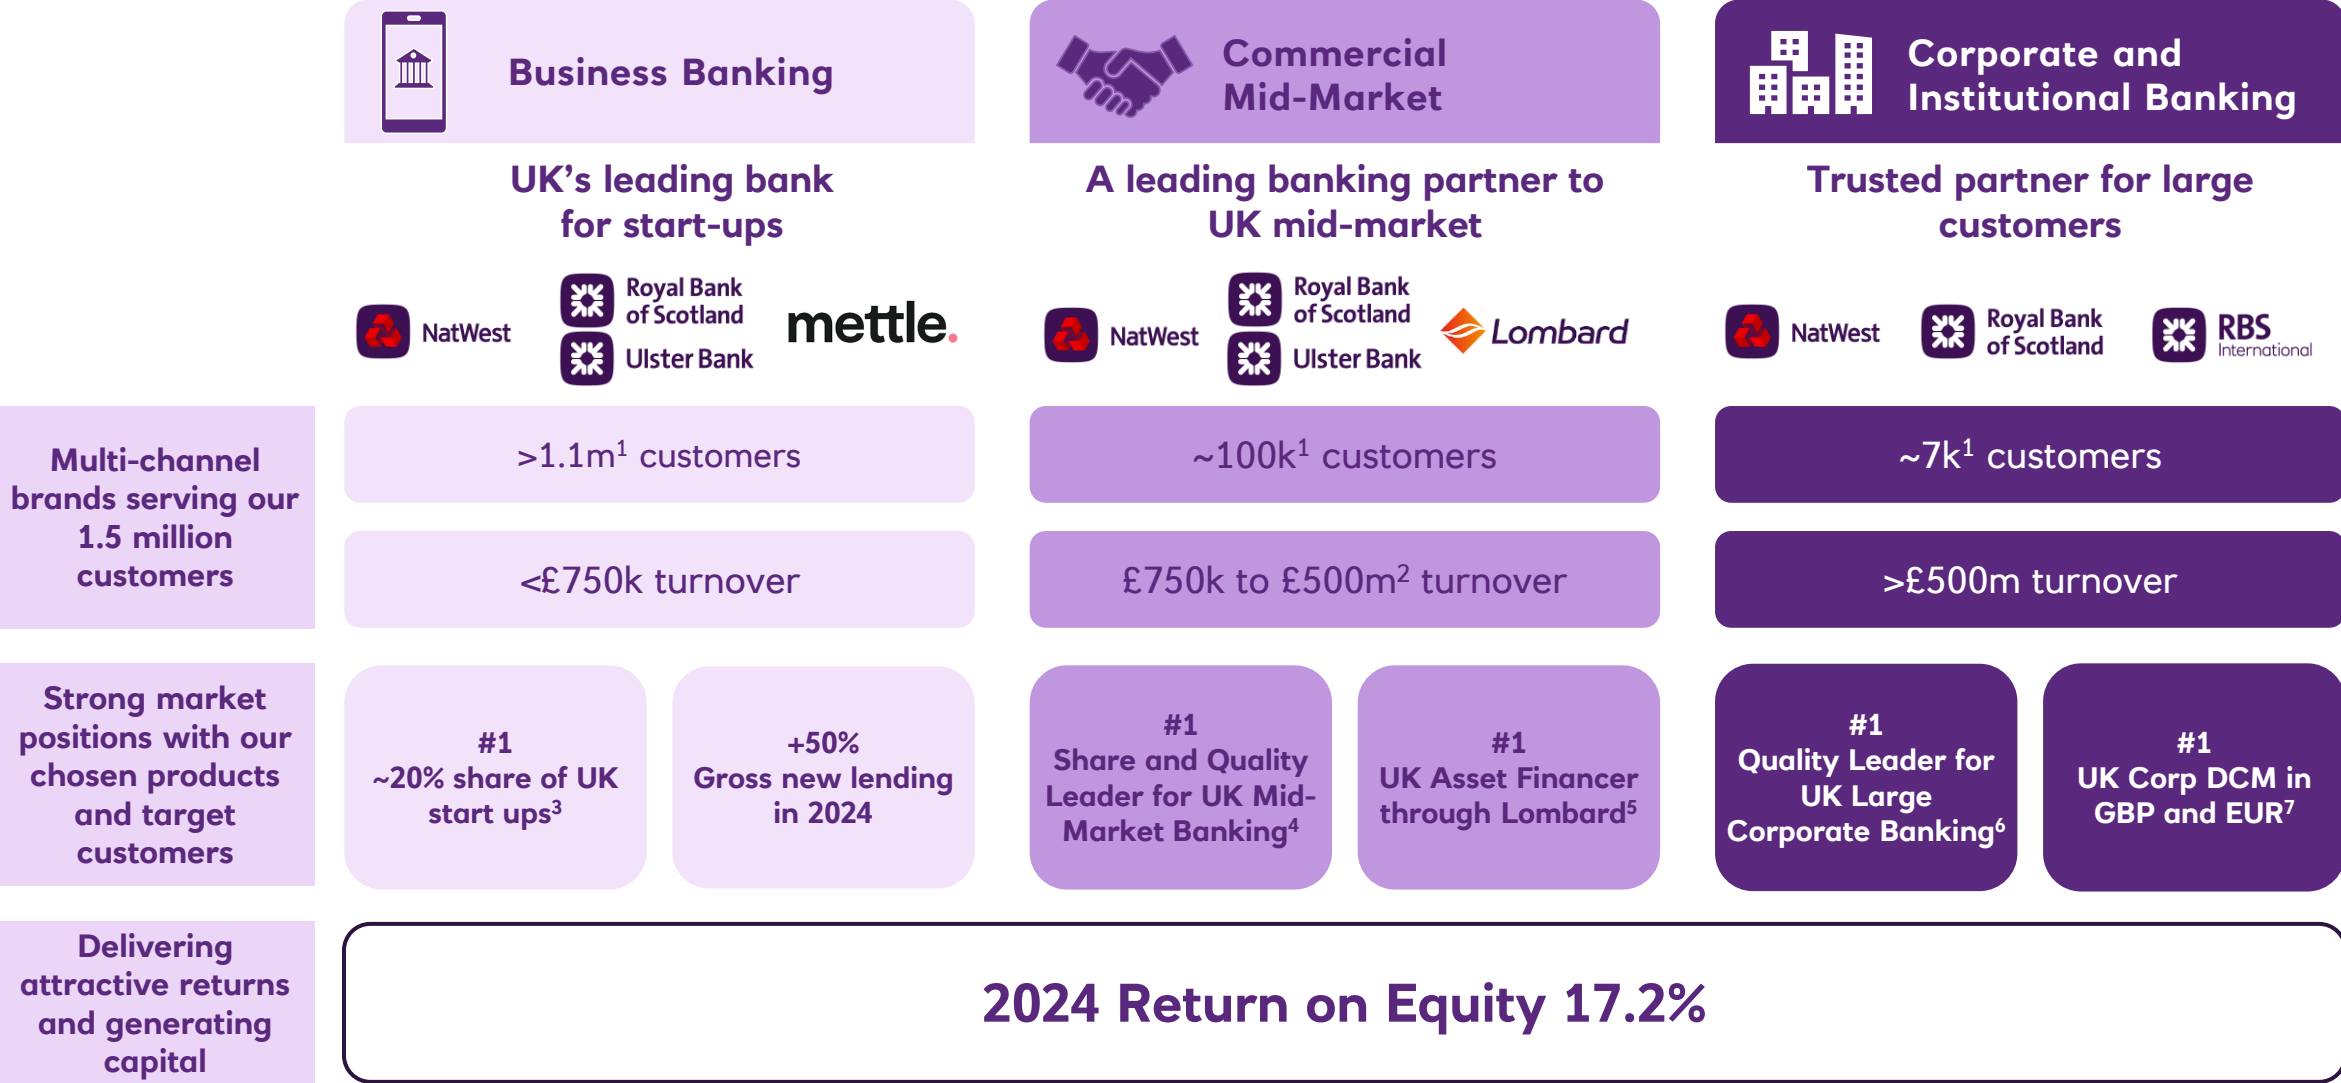 Business Banking
Commercial
Mid-Market
Corporate and
Institutional Banking
UK's leading bank
for start-ups
A leading banking partner to
UK mid-market
Trusted partner for large
customers
NatWest
Royal Bank
of Scotland
Ulster Bank
mettle.
NatWest
Royal Bank
of Scotland
Ulster Bank
Lombard
NatWest
Royal Bank
of Scotland
RBS
International
Multi-channel
brands serving our
1.5 million
customers
>1.1m¹ customers
~100k¹ customers
~7k¹ customers
<£750k turnover
£750k to £500m² turnover
>£500m turnover
Strong market
positions with our
chosen products
and target
customers
#1
~20% share of UK
start ups³
+50%
Gross new lending
in 2024
#1
Share and Quality
Leader for UK Mid-
Market Banking⁴
#1
UK Asset Financer
through Lombard⁵
#1
Quality Leader for
UK Large
Corporate Banking⁶
#1
UK Corp DCM in
GBP and EUR⁷
Delivering
attractive returns
and generating
capital
2024 Return on Equity 17.2%